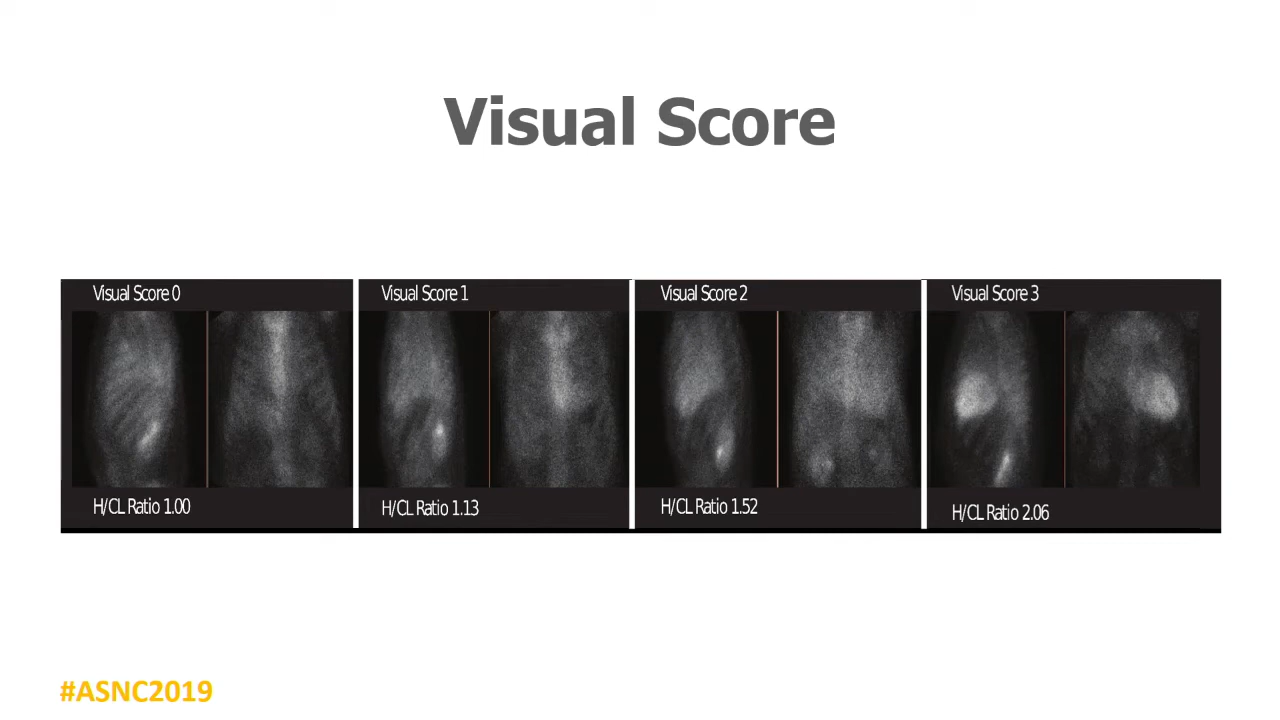 Visual Score
Visual Score 0
Visual Score 1
Visual Score 2
Visual Score 3
H/CL Ratio 1.00
H/CL Ratio 1.13
H/CL Ratio 1.52
H/CL Ratio 2.06
#ASNC2019